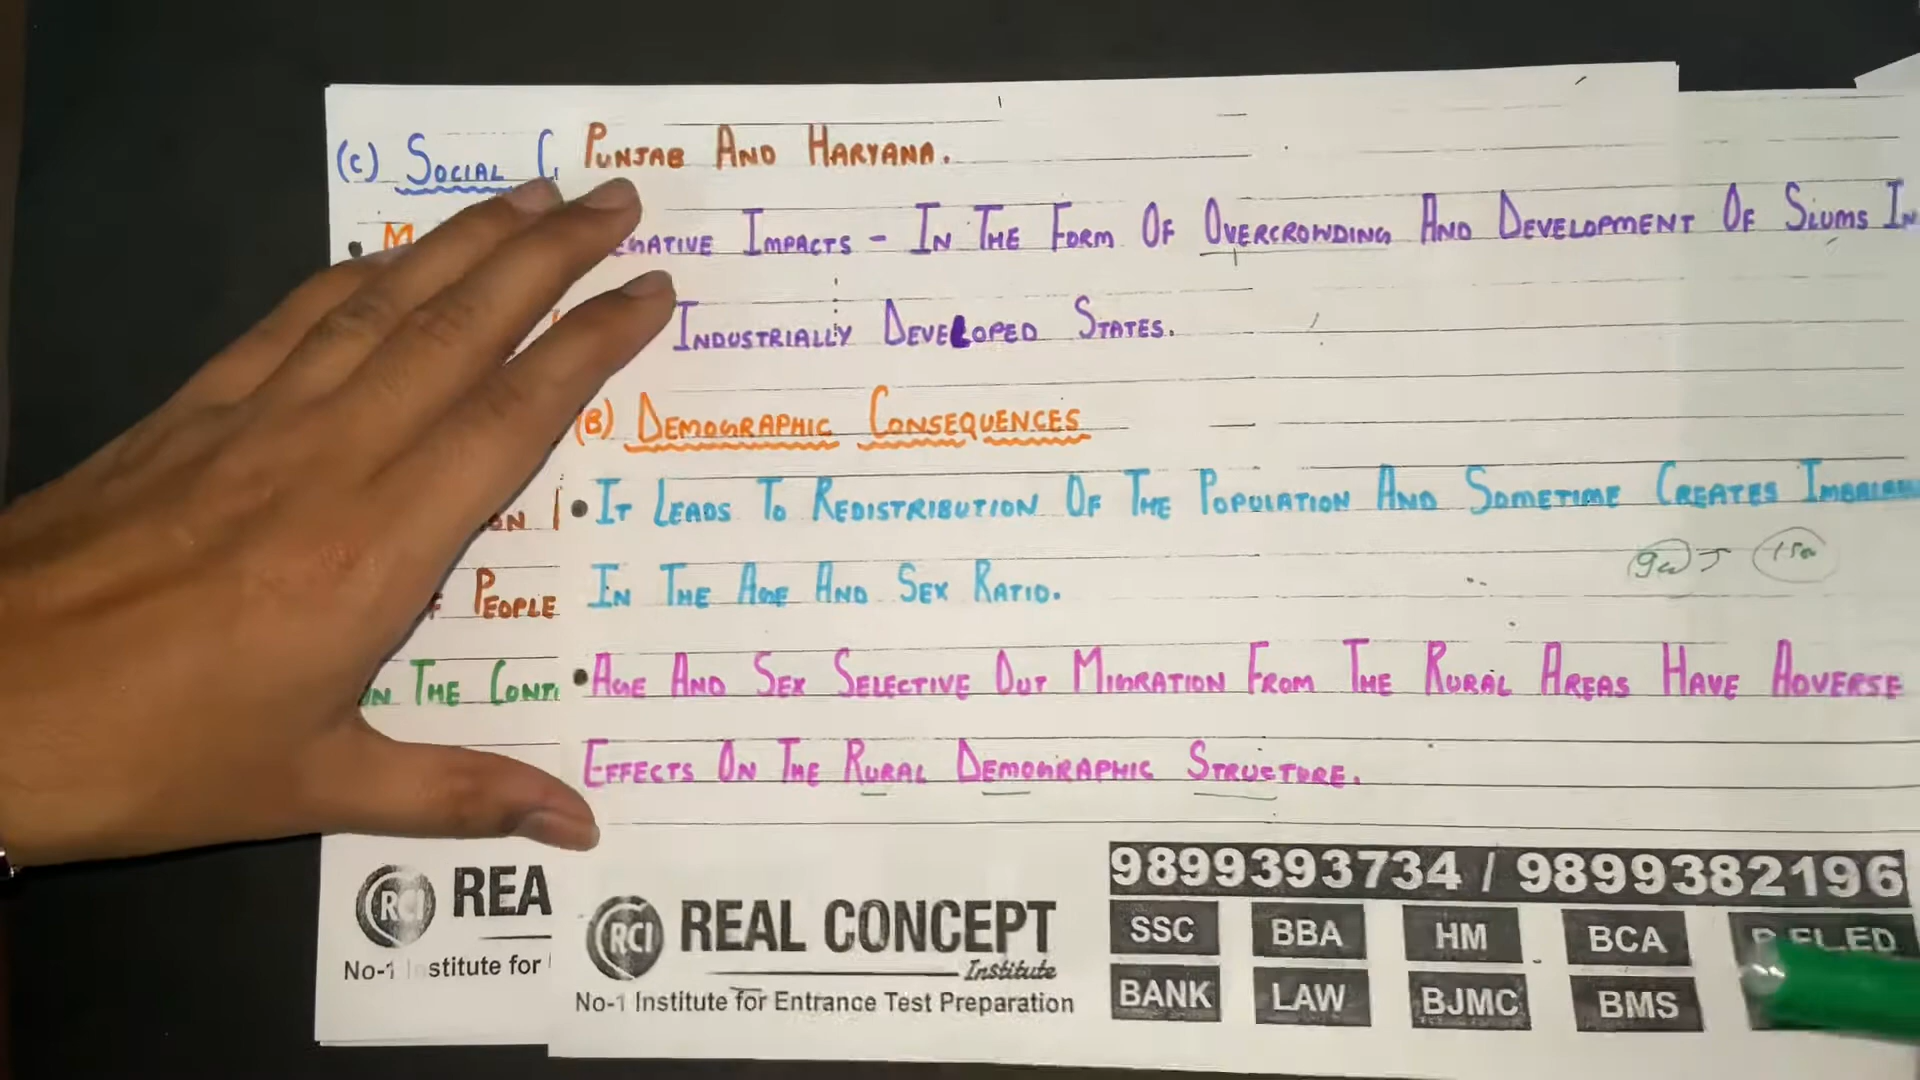 (C) SOCIAL
PUNJAB AND HARYANA.
IMPACTS - IN THE FORM OF OVERCROWDING AND DEVELOPMENT OF SLUMS IN
INDUSTRIALLY DEVELOPED STATES.
(B) DEMOGRAPHIC CONSEQUENCES
• IT LEADS TO REDISTRIBUTION OF THE POPULATION AND SOMETIME CREATES
IN THE AGE AND SEX RATIO.
PEOPLE
THE
• AGE AND SEX SELECTIVE OUT MIGRATION FROM THE RURAL AREAS HAVE ADVERSE
EFFECTS ON THE RURAL DEMOGRAPHIC STRUCTURE.
RCI
No-1
for
RCI REAL CONCEPT
Institute
No-1 Institute for Entrance Test Preparation
9899393734 / 9899382196
SSC BBA HM BCA
BANK LAW BJMC BMS